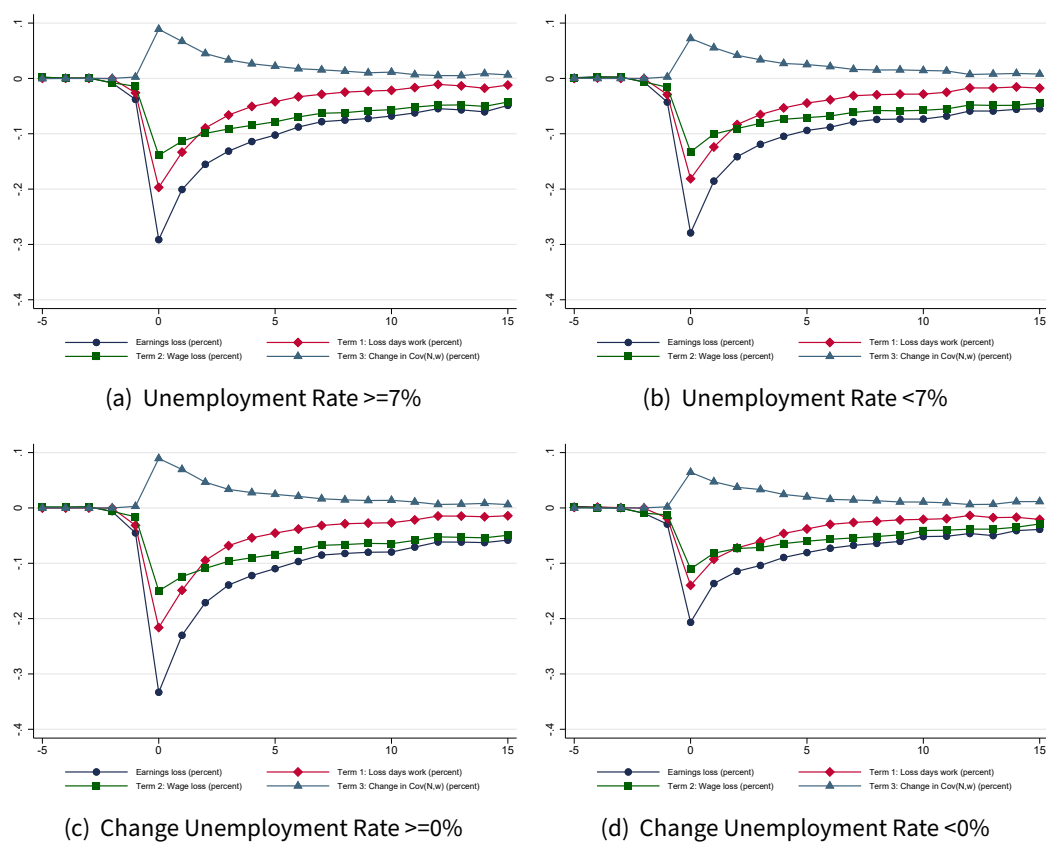 .1
0
-.1
-.2
-.3
-.4
-5 0 5 10 15
Earnings loss (percent) Term 1: Loss days work (percent)
Term 2: Wage loss (percent) Term 3: Change in Cov(N,w) (percent)
(a) Unemployment Rate >=7%
.1
0
-.1
-.2
-.3
-.4
-5 0 5 10 15
Earnings loss (percent) Term 1: Loss days work (percent)
Term 2: Wage loss (percent) Term 3: Change in Cov(N,w) (percent)
(b) Unemployment Rate <7%
.1
0
-.1
-.2
-.3
-.4
-5 0 5 10 15
Earnings loss (percent) Term 1: Loss days work (percent)
Term 2: Wage loss (percent) Term 3: Change in Cov(N,w) (percent)
(c) Change Unemployment Rate >=0%
.1
0
-.1
-.2
-.3
-.4
-5 0 5 10 15
Earnings loss (percent) Term 1: Loss days work (percent)
Term 2: Wage loss (percent) Term 3: Change in Cov(N,w) (percent)
(d) Change Unemployment Rate <0%